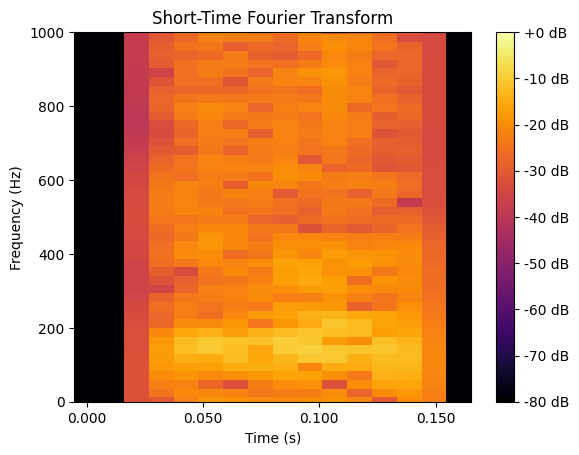 Short-Time Fourier Transform
1000
800
600
400
200
0
Frequency (Hz)
0.000
0.050
0.100
0.150
Time (s)
+0 dB
-10 dB
-20 dB
-30 dB
-40 dB
-50 dB
-60 dB
-70 dB
-80 dB